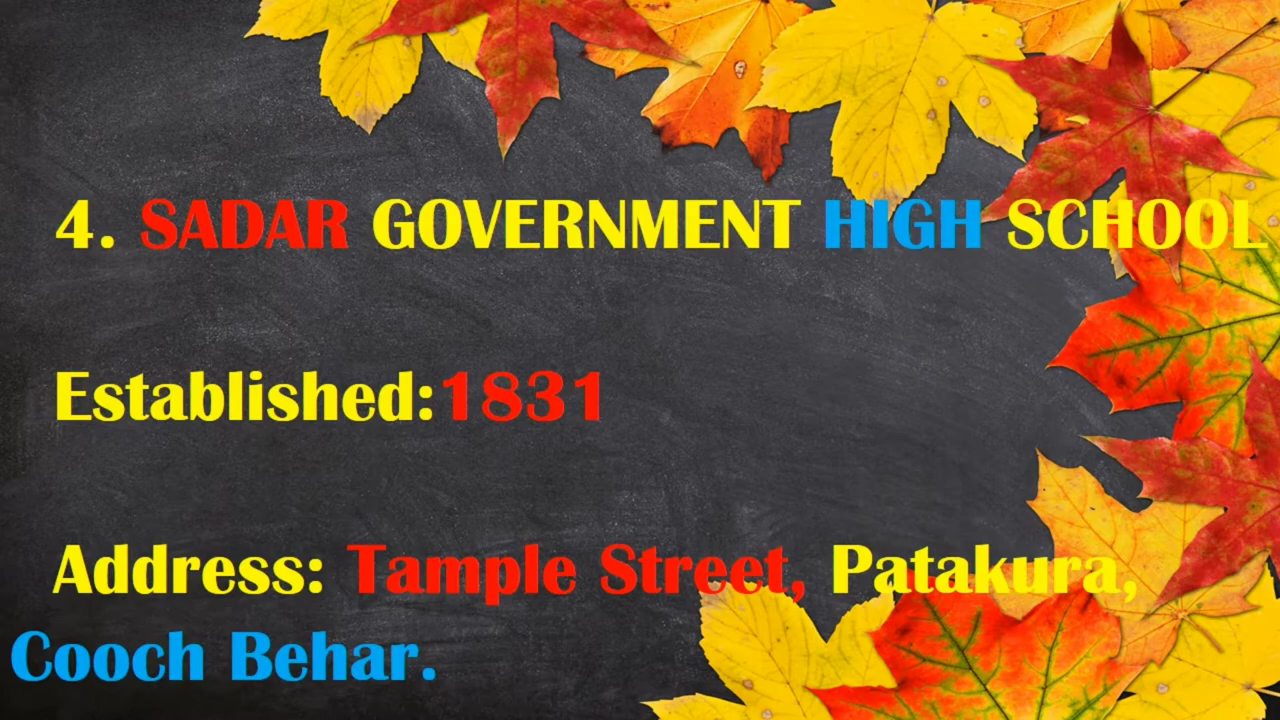 4. SADAR GOVERNMENT HIGH SCHOOL
Established:1831
Address: Tample Street, Patakura,
Cooch Behar.